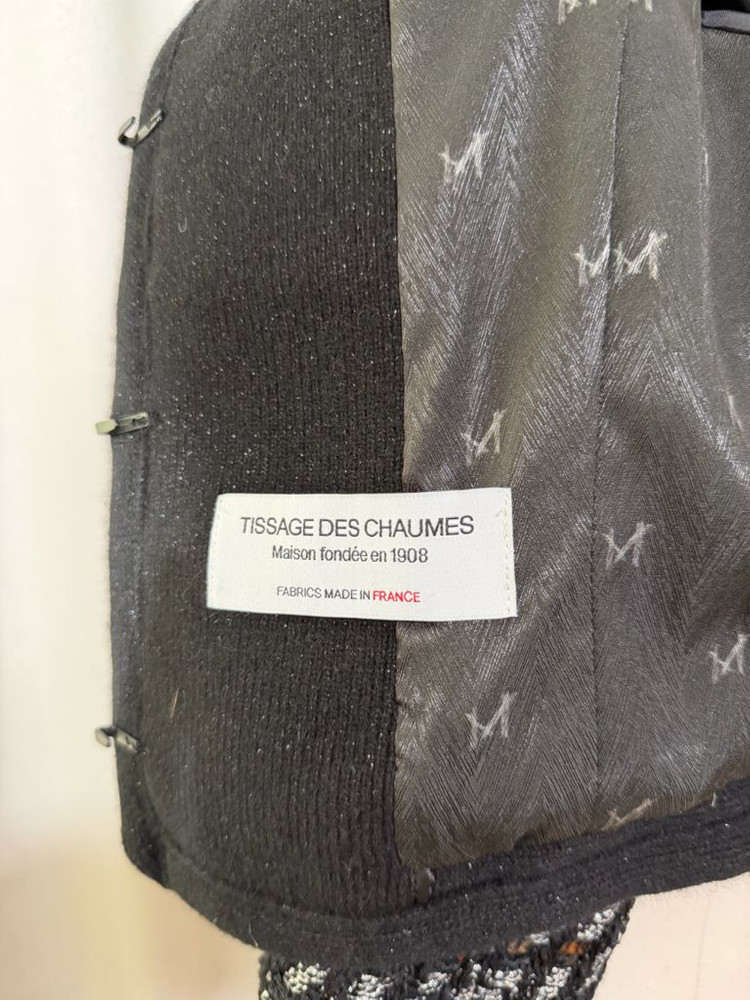 TISSAGE DES CHAUMES
Maison fondée en 1908
FABRICS MADE IN FRANCE